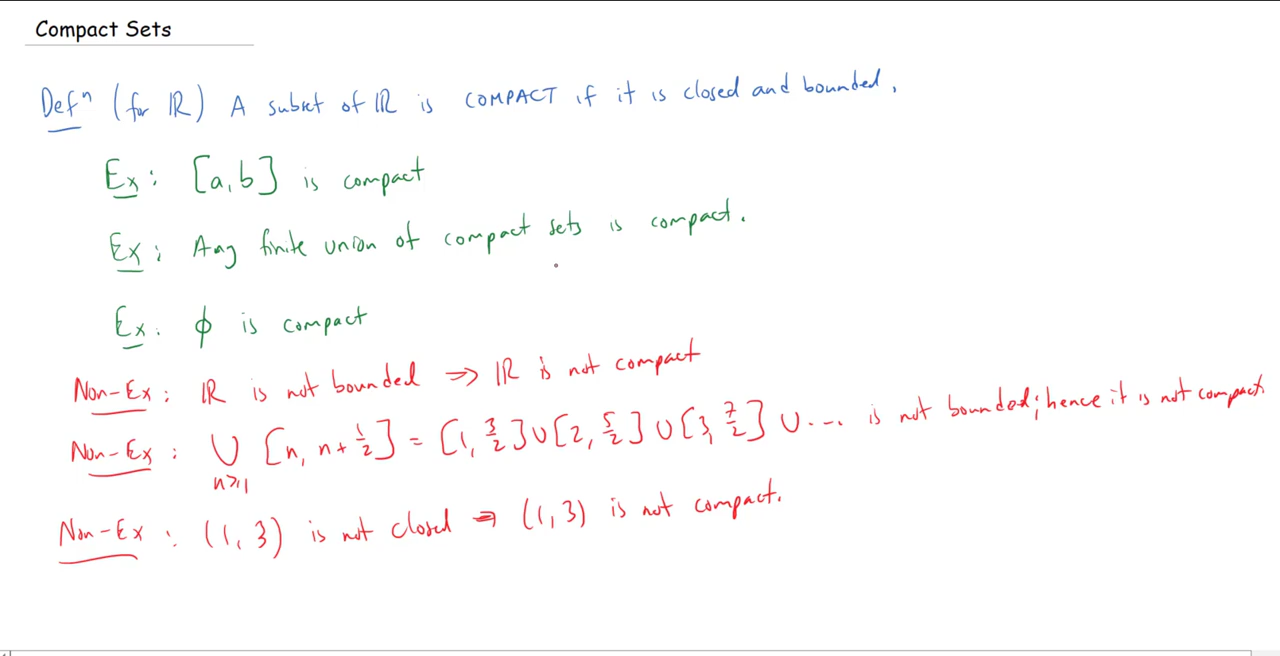 Compact Sets
Defⁿ (for ℝ) A subset of ℝ is COMPACT if it is closed and bounded.
Ex: [a,b] is compact
Ex: Any finite union of compact sets is compact.
Ex. ϕ is compact
Non-Ex: ℝ is not bounded => ℝ is not compact
Non-Ex: ∪_{n≥1} [n, n+1/2] = [1, 3/2] ∪ [2, 5/2] ∪ [3, 7/2] ∪ ... is not bounded; hence it is not compact.
Non-Ex: (1,3) is not closed => (1,3) is not compact.